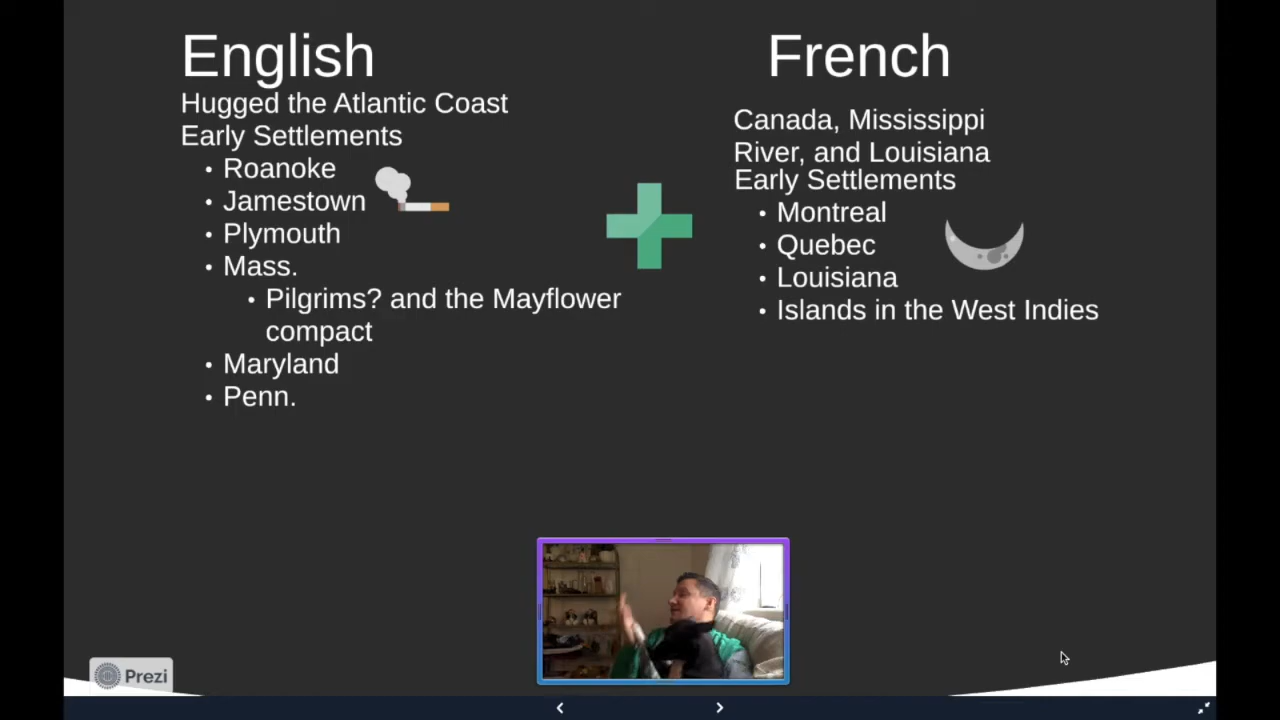 English
Hugged the Atlantic Coast
Early Settlements
• Roanoke
• Jamestown
• Plymouth
• Mass.
• Pilgrims? and the Mayflower
compact
• Maryland
• Penn.
French
Canada, Mississippi
River, and Louisiana
Early Settlements
• Montreal
• Quebec
• Louisiana
• Islands in the West Indies
Prezi